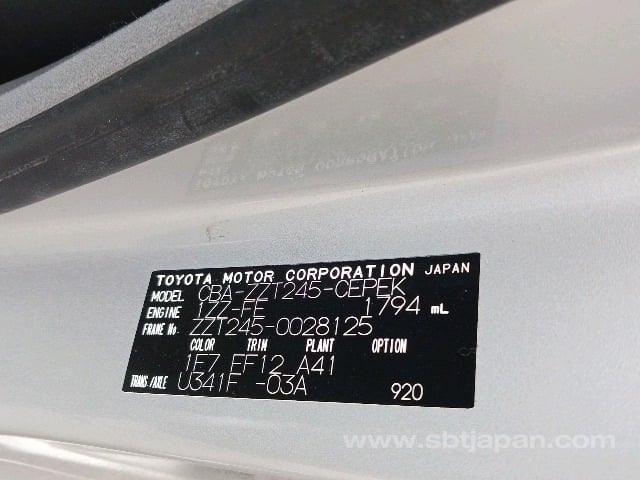 TOYOTA MOTOR CORPORATION JAPAN
MODEL CBA-ZZT245-CEPEK
ENGINE 1ZZ-FE 1794 mL
FRAME No. ZZT245-0028125
COLOR TRIM PLANT OPTION
1E7 FF12 A41
TRANS/AXLE U341F -03A 920
www.sbtjapan.com